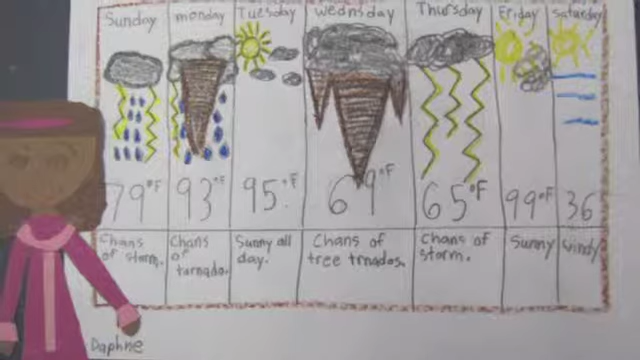 Sunday monday Tuesday wednsday Thursday Friday saturday
79°F 93°F 95°F 69°F 65°F 99°F 36
Chans of storm. Chans of tornado. Sunny all day. Chans of tree trnados. Chans of storm. Sunny windy
Daphne